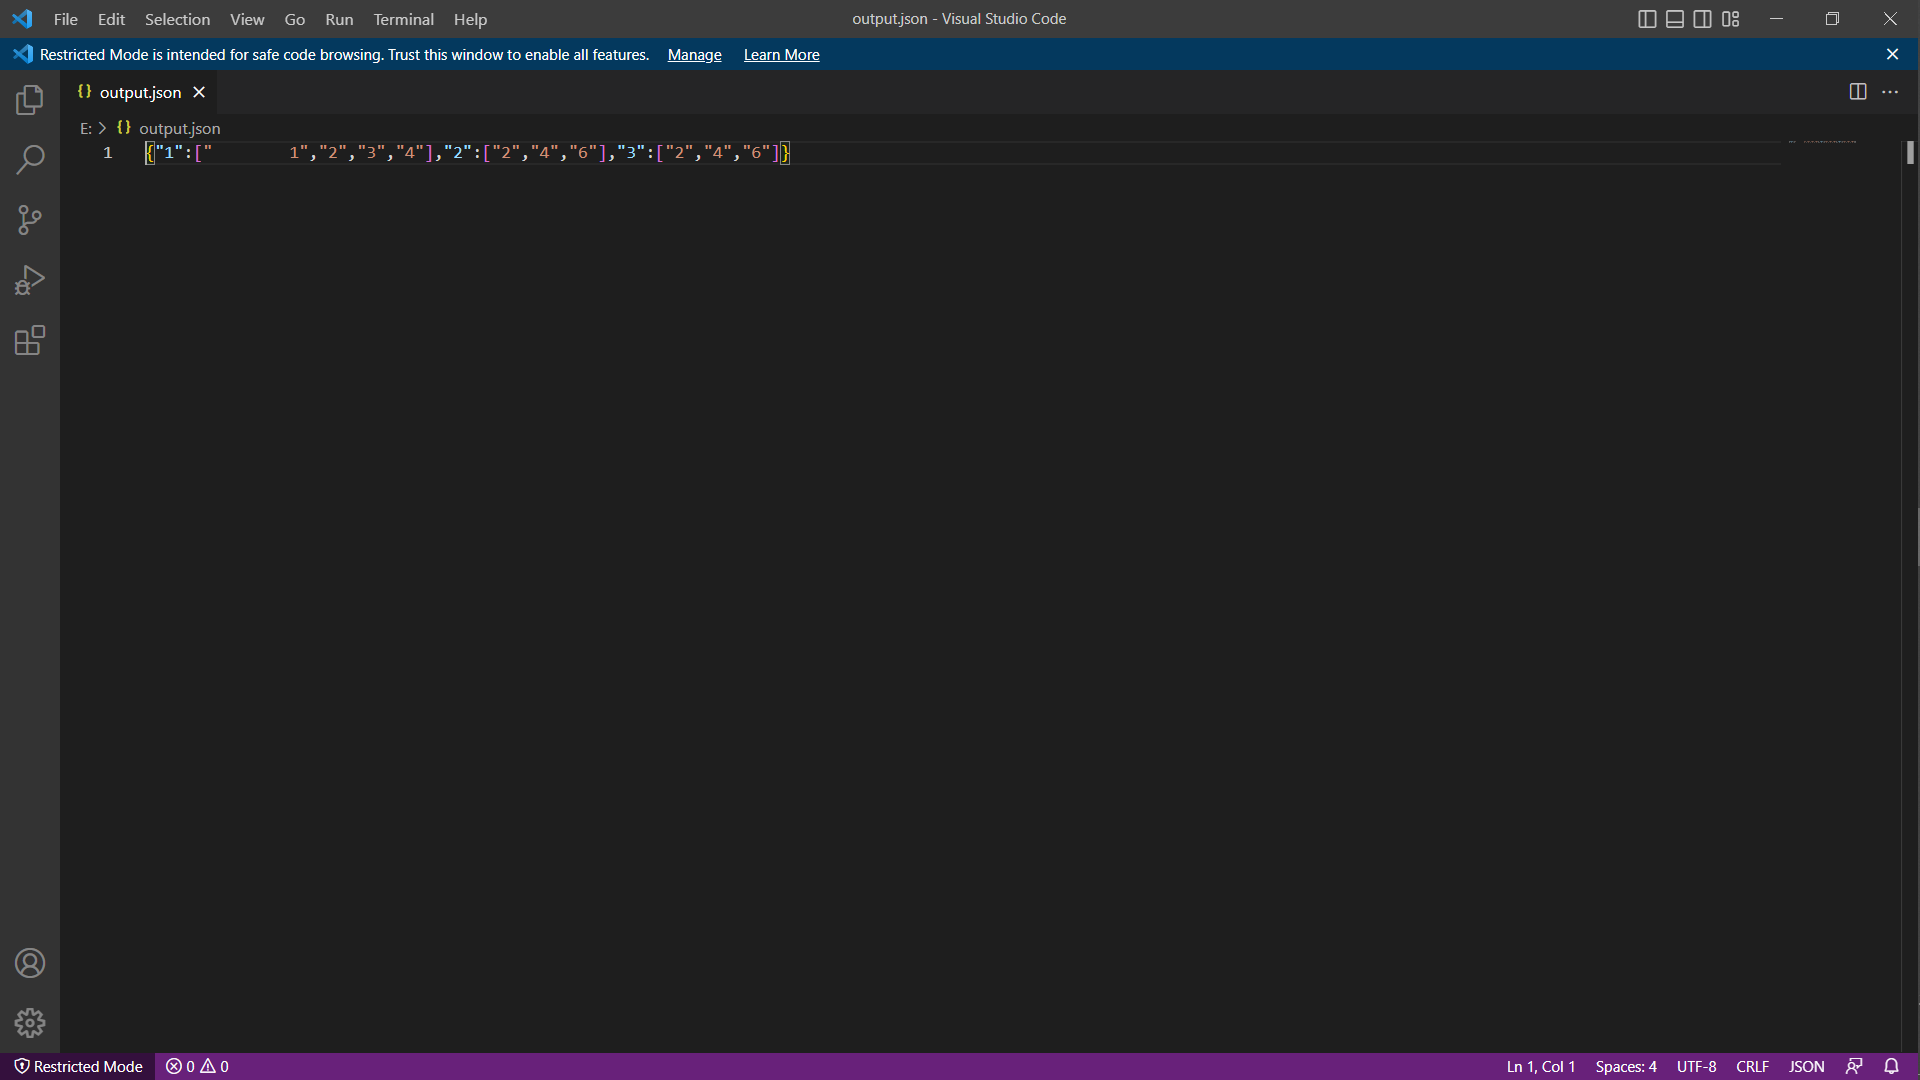 File Edit Selection View Go Run Terminal Help output.json - Visual Studio Code
Restricted Mode is intended for safe code browsing. Trust this window to enable all features. Manage Learn More
{} output.json
E: > {} output.json
1 {"1":["        1","2","3","4"],"2":["2","4","6"],"3":["2","4","6"]}
Restricted Mode 0 0 Ln 1, Col 1 Spaces: 4 UTF-8 CRLF JSON